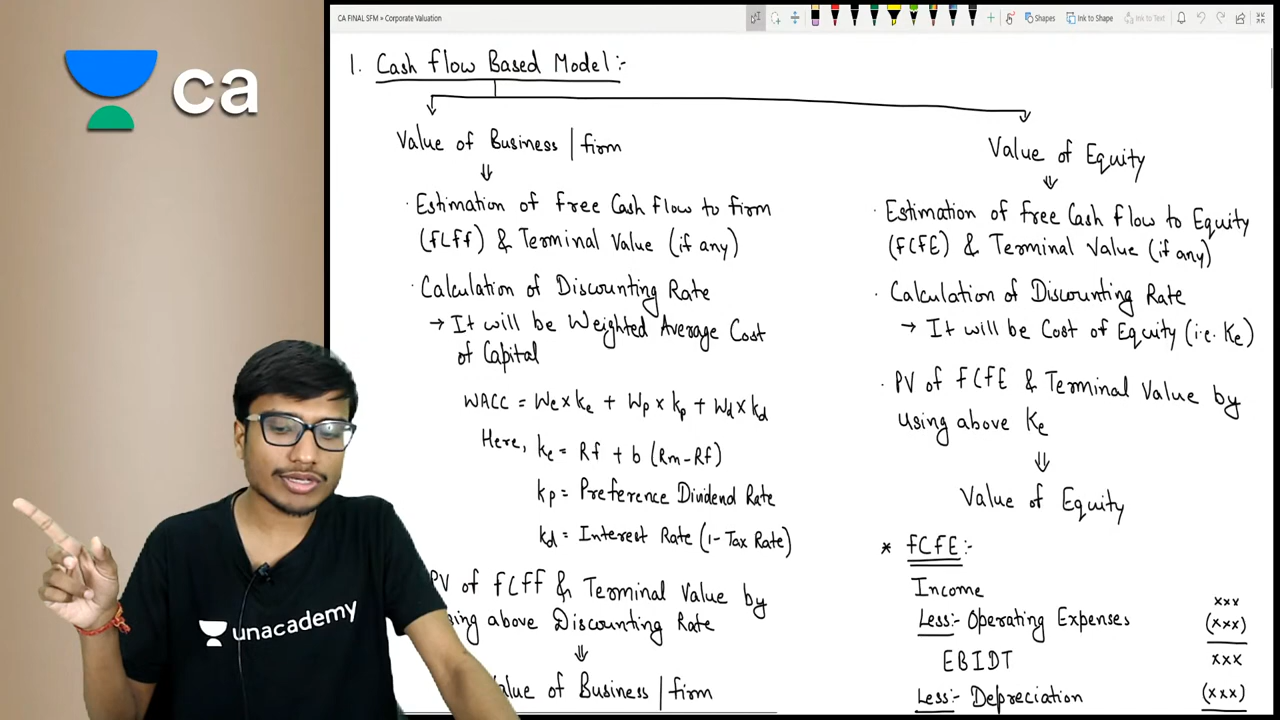 CA FINAL SFM » Corporate Valuation
Shapes
Ink to Shape
Ink to Text
ca
1. Cash flow Based Model:-
Value of Business | firm
⇓
· Estimation of free Cash flow to firm
(fCff) & Terminal Value (if any)
· Calculation of Discounting Rate
→ It will be Weighted Average Cost
of Capital
WACC = We x ke + Wp x kp + Wd x kd
Here, ke = Rf + b (Rm-Rf)
kp = Preference Dividend Rate
kd = Interest Rate (1- Tax Rate)
PV of fCff & Terminal Value by
above Discounting Rate
⇓
of Business | firm
Value of Equity
⇓
· Estimation of free Cash flow to Equity
(fCfE) & Terminal Value (if any)
· Calculation of Discounting Rate
→ It will be Cost of Equity (i.e. Ke)
· PV of fCfE & Terminal Value by
using above Ke
⇓
Value of Equity
* fCfE:-
Income xxx
Less:- Operating Expenses (xxx)
EBIDT xxx
Less:- Depreciation (xxx)
unacademy